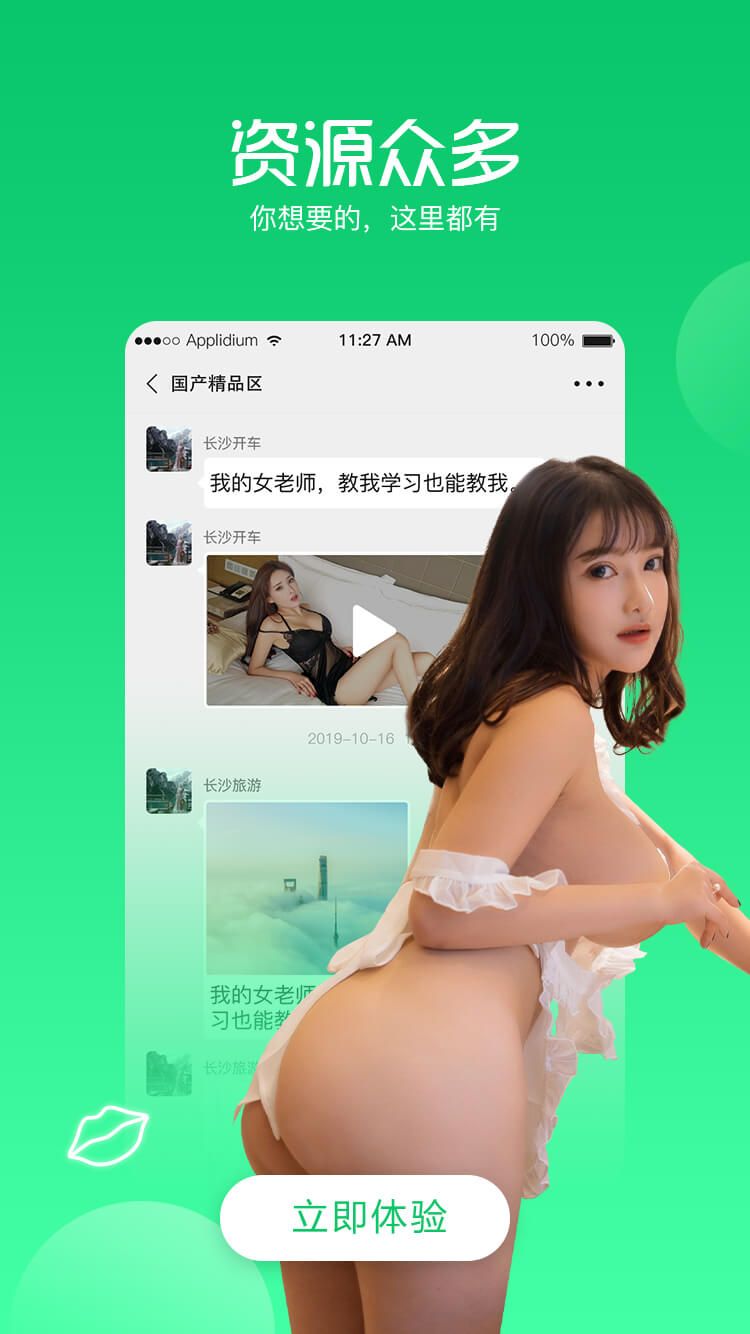 资源众多
你想要的，这里都有
Applidium 11:27 AM 100%
国产精品区
长沙开车
我的女老师，教我学习也能教我。
长沙开车
2019-10-16
长沙旅游
我的女老师
习也能教
长沙旅游
立即体验